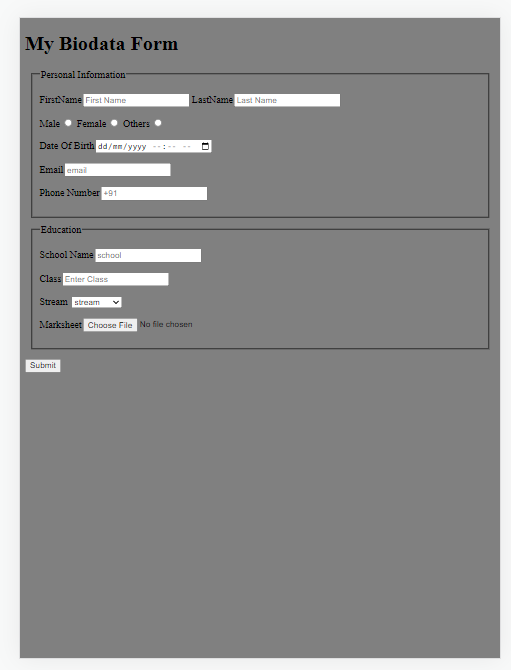 My Biodata Form
Personal Information
FirstName First Name LastName Last Name
Male Female Others
Date Of Birth dd/mm/yyyy --:-- --
Email email
Phone Number +91
Education
School Name school
Class Enter Class
Stream stream
Marksheet Choose File No file chosen
Submit